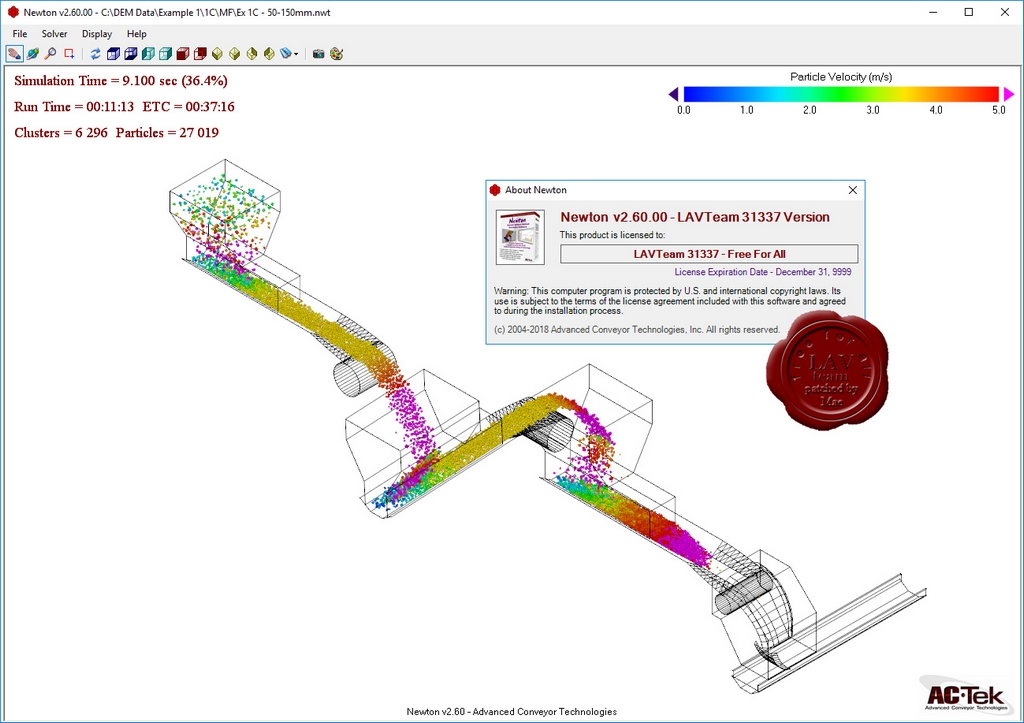 Newton v2.60.00 - C:\DEM Data\Example 1\1C\MF\Ex 1C - 50-150mm.nwt
File Solver Display Help
Simulation Time = 9.100 sec (36.4%)
Run Time = 00:11:13 ETC = 00:37:16
Clusters = 6 296 Particles = 27 019
Particle Velocity (m/s)
0.0 1.0 2.0 3.0 4.0 5.0
About Newton
Newton v2.60.00 - LAVTeam 31337 Version
This product is licensed to:
LAVTeam 31337 - Free For All
License Expiration Date - December 31, 9999
Warning: This computer program is protected by U.S. and international copyright laws. Its
use is subject to the terms of the license agreement included with this software and agreed
to during the installation process.
(c) 2004-2018 Advanced Conveyor Technologies, Inc. All rights reserved.
Newton
LAV
team
patched by
Mac
AC-Tek
Advanced Conveyor Technologies
Newton v2.60 - Advanced Conveyor Technologies